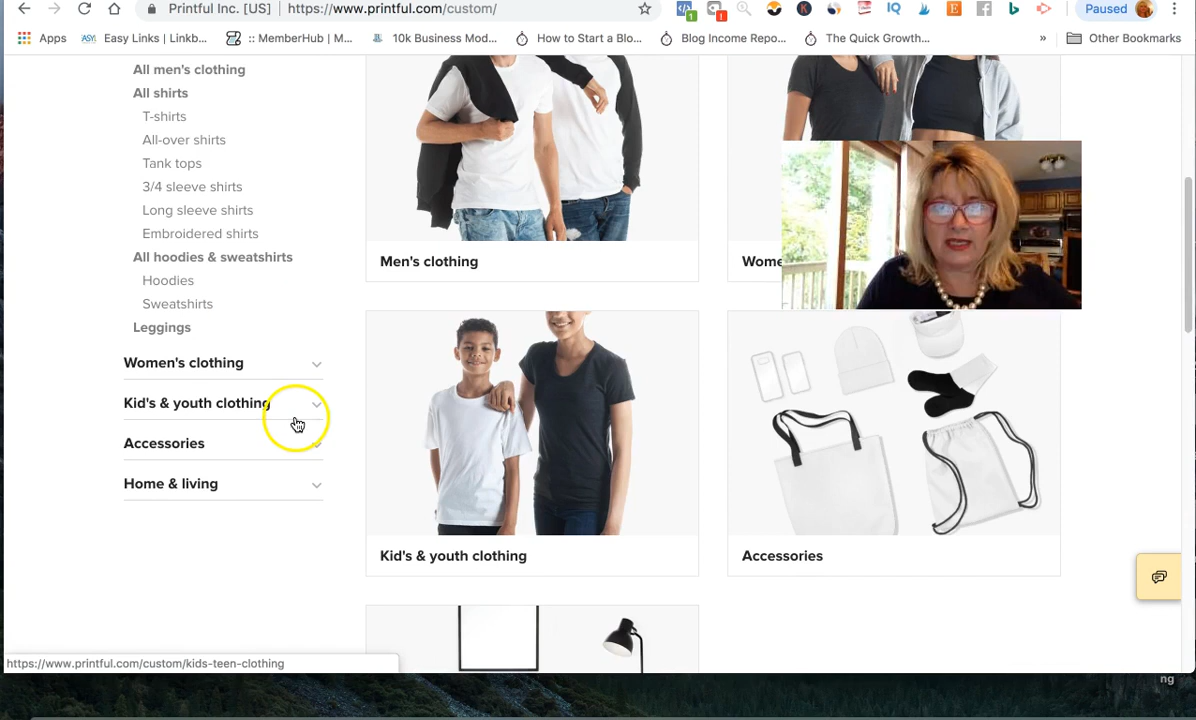 Printful Inc. [US]
https://www.printful.com/custom/
Paused
Apps
Easy Links | Linkb...
:: MemberHub | M...
10k Business Mod...
How to Start a Blo...
Blog Income Repo...
The Quick Growth...
»
Other Bookmarks
All men's clothing
All shirts
T-shirts
All-over shirts
Tank tops
3/4 sleeve shirts
Long sleeve shirts
Embroidered shirts
All hoodies & sweatshirts
Hoodies
Sweatshirts
Leggings
Women's clothing
Kid's & youth clothing
Accessories
Home & living
Men's clothing
Wome
Kid's & youth clothing
Accessories
https://www.printful.com/custom/kids-teen-clothing
ng